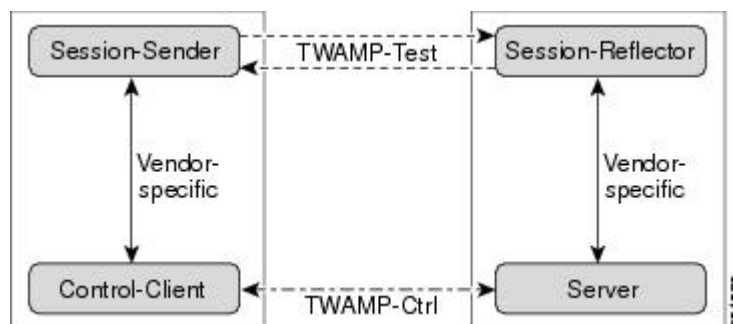 Session-Sender
TWAMP-Test
Session-Reflector
Vendor-
specific
Vendor-
specific
Control-Client
TWAMP-Ctrl
Server